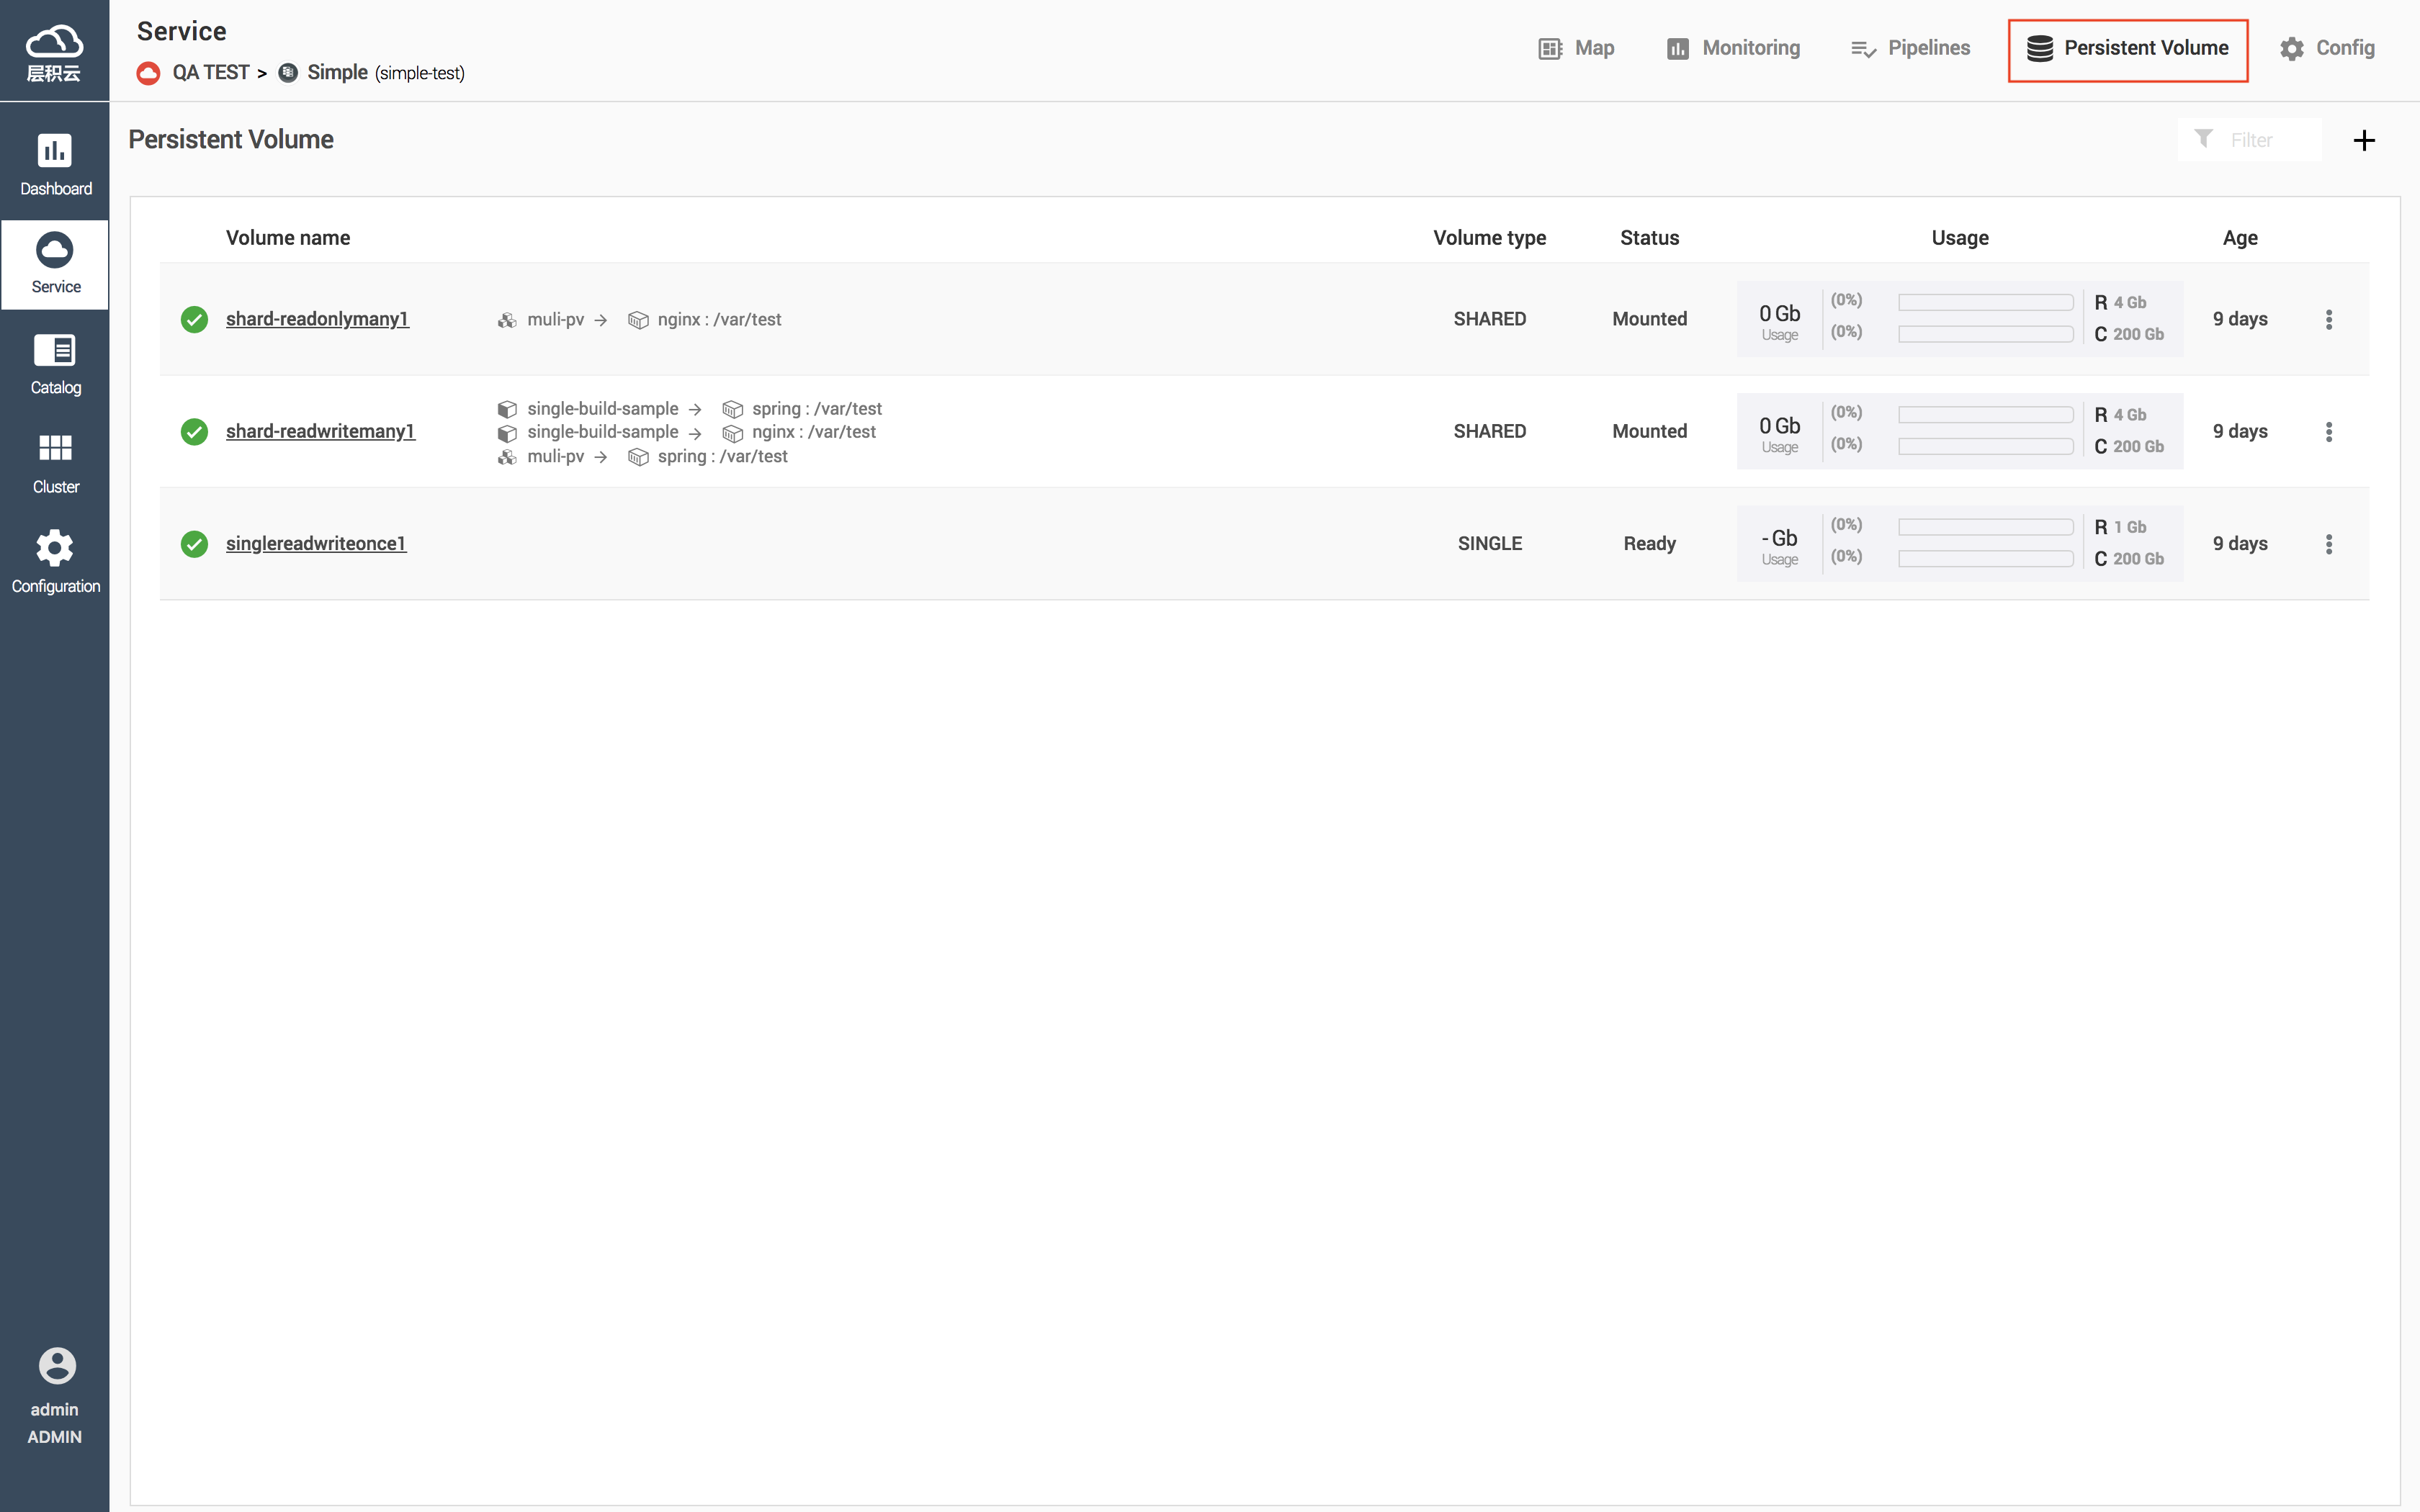 层积云
Service
QA TEST > Simple (simple-test)
Map
Monitoring
Pipelines
Persistent Volume
Config
Dashboard
Service
Catalog
Cluster
Configuration
admin
ADMIN
Persistent Volume
Filter
Volume name Volume type Status Usage Age
shard-readonlymany1 muli-pv → nginx : /var/test SHARED Mounted 0 Gb Usage (0%) (0%) R 4 Gb C 200 Gb 9 days
shard-readwritemany1
single-build-sample → spring : /var/test
single-build-sample → nginx : /var/test
muli-pv → spring : /var/test
SHARED Mounted 0 Gb Usage (0%) (0%) R 4 Gb C 200 Gb 9 days
singlereadwriteonce1 SINGLE Ready - Gb Usage (0%) (0%) R 1 Gb C 200 Gb 9 days